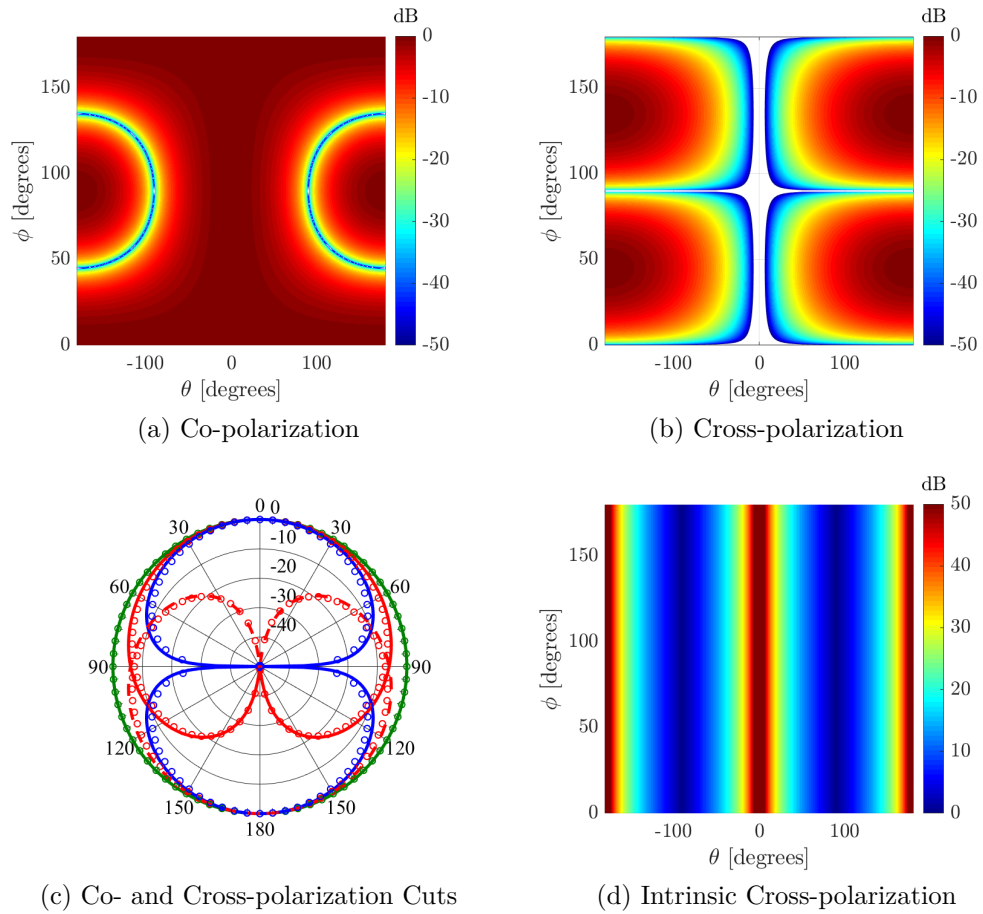 dB
0
-10
-20
-30
-40
-50
150
100
50
0
ϕ [degrees]
-100 0 100
θ [degrees]
(a) Co-polarization
dB
0
-10
-20
-30
-40
-50
150
100
50
0
ϕ [degrees]
-100 0 100
θ [degrees]
(b) Cross-polarization
0 0
-10
-20
-30
-40
30 30
60 60
90 90
120 120
150 150
180
(c) Co- and Cross-polarization Cuts
dB
50
40
30
20
10
0
150
100
50
0
ϕ [degrees]
-100 0 100
θ [degrees]
(d) Intrinsic Cross-polarization